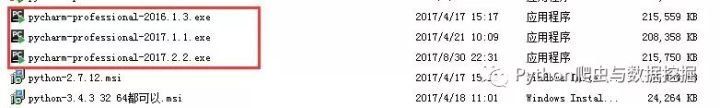 pycharm-professional-2016.1.3.exe 2017/4/17 15:17 应用程序 215,559 KB
pycharm-professional-2017.1.1.exe 2017/4/21 10:09 应用程序 208,358 KB
pycharm-professional-2017.2.2.exe 2017/8/30 22:31 应用程序 215,750 KB
python-2.7.12.msi 2017/4/17 15 Python爬虫与数据挖掘
python-3.4.3 32 64都可以.msi 2017/4/18 11:01 Windows Instal... 24,264 KB